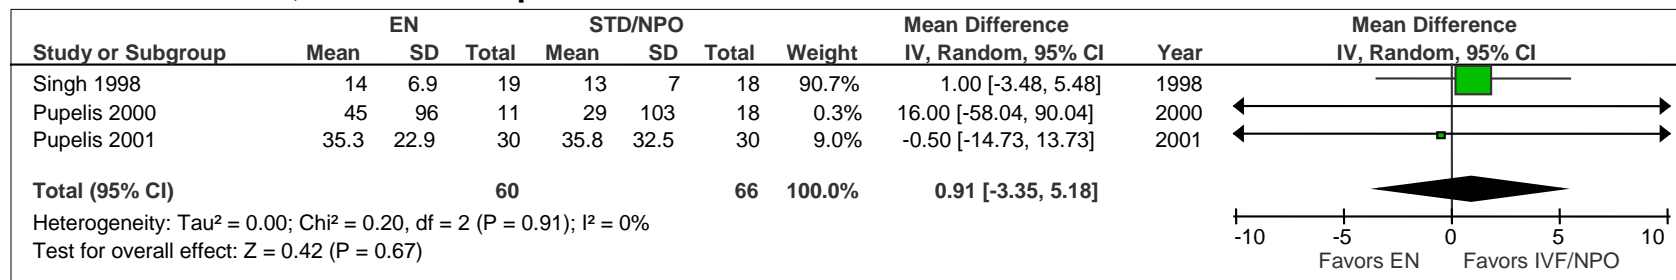 EN STD/NPO Mean Difference Mean Difference
Study or Subgroup Mean SD Total Mean SD Total Weight IV, Random, 95% CI Year IV, Random, 95% CI
Singh 1998 14 6.9 19 13 7 18 90.7% 1.00 [-3.48, 5.48] 1998
Pupelis 2000 45 96 11 29 103 18 0.3% 16.00 [-58.04, 90.04] 2000
Pupelis 2001 35.3 22.9 30 35.8 32.5 30 9.0% -0.50 [-14.73, 13.73] 2001
Total (95% CI) 60 66 100.0% 0.91 [-3.35, 5.18]
Heterogeneity: Tau² = 0.00; Chi² = 0.20, df = 2 (P = 0.91); I² = 0%
Test for overall effect: Z = 0.42 (P = 0.67)
-10 -5 0 5 10
Favors EN Favors IVF/NPO